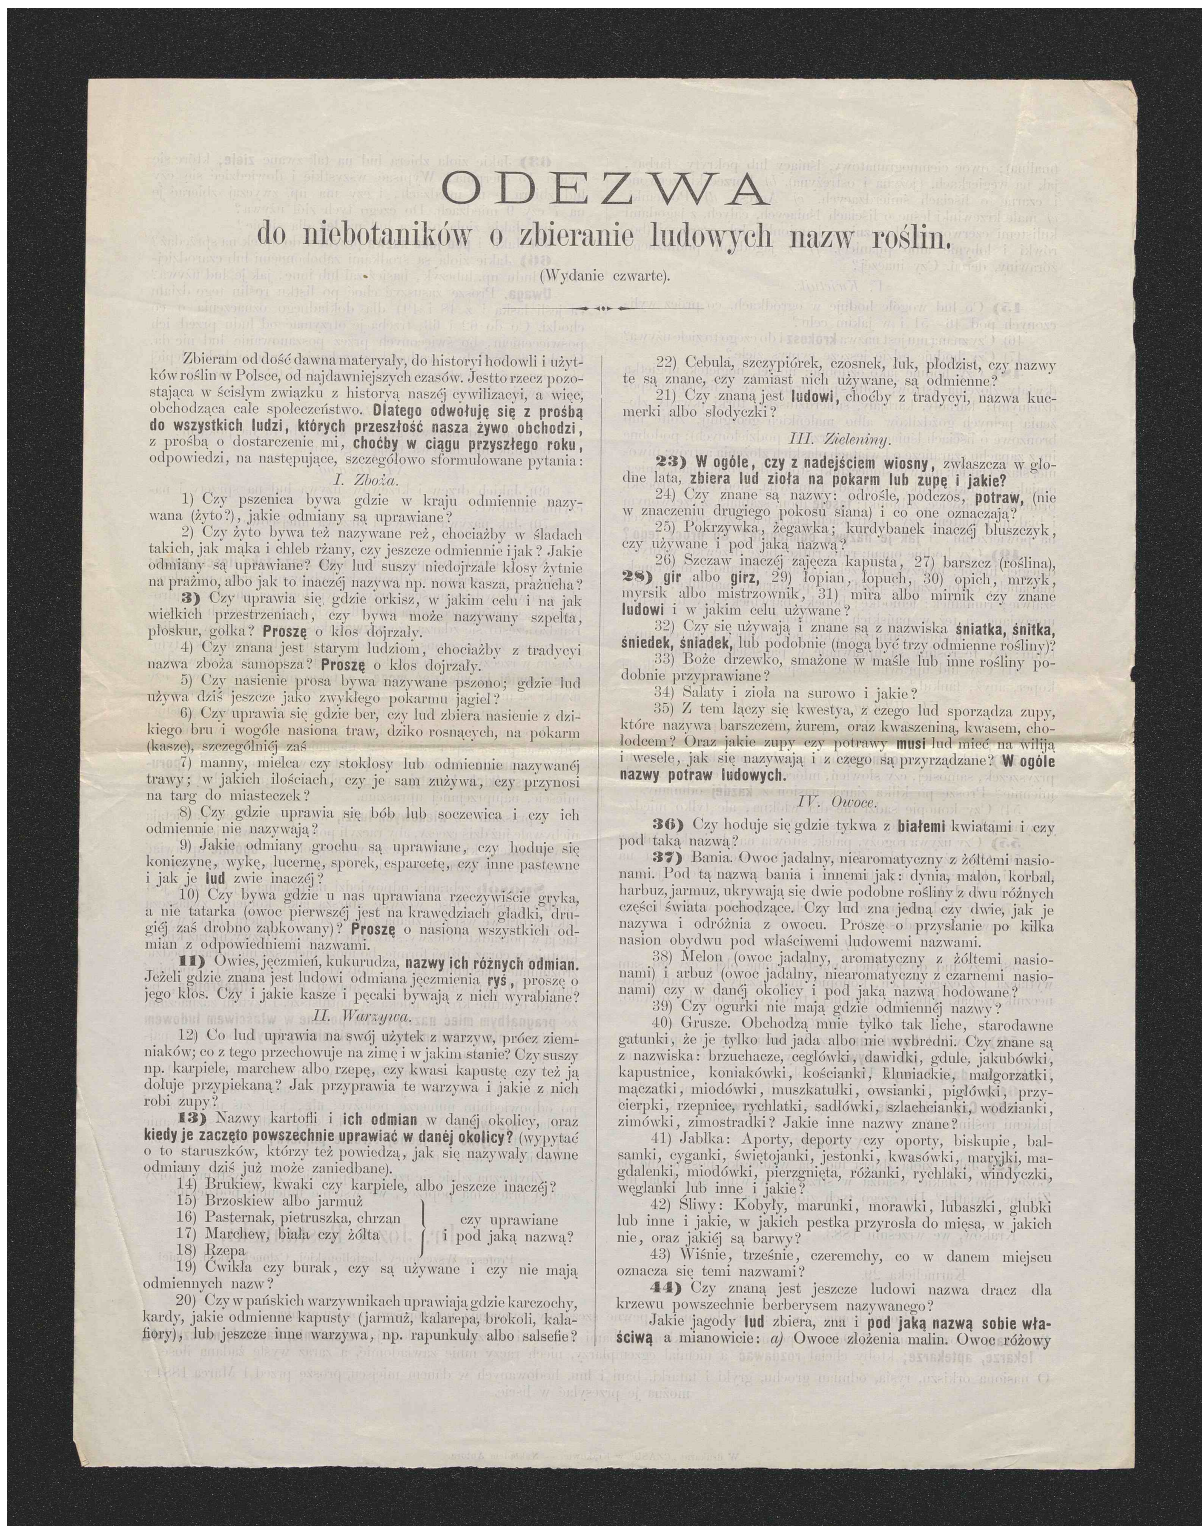 ODEZWA
do niebotaników o zbieranie ludowych nazw roślin.
(Wydanie czwarte).
Zbieram od dość dawna materyały, do historyi hodowli i użyt-
ków roślin w Polsce, od najdawniejszych czasów. Jestto rzecz pozo-
stająca w ścisłym związku z historyą naszéj cywilizacyi, a więc,
obchodząca całe społeczeństwo. Dlatego odwołuję się z prośbą
do wszystkich ludzi, których przeszłość nasza żywo obchodzi,
z prośbą o dostarczenie mi, choćby w ciągu przyszłego roku,
odpowiedzi, na następujące, szczegółowo sformułowane pytania:
I. Zboża.
1) Czy pszenica bywa gdzie w kraju odmiennie nazy-
wana (żyto?), jakie odmiany są uprawiane?
2) Czy żyto bywa też nazywane reż, chociażby w śladach
takich, jak mąka i chleb rżany, czy jeszcze odmiennie i jak? Jakie
odmiany są uprawiane? Czy lud suszy niedojrzałe kłosy żytnie
na prażmo, albo jak to inaczéj nazywa np. nowa kasza, prażucha?
3) Czy uprawia się gdzie orkisz, w jakim celu i na jak
wielkich przestrzeniach, czy bywa może nazywany szpelta,
płoskur, gołka? Proszę o kłos dojrzały.
4) Czy znana jest starym ludziom, chociażby z tradycyi
nazwa zboża samopsza? Proszę o kłos dojrzały.
5) Czy nasienie prosa bywa nazywane pszono; gdzie lud
używa dziś jeszcze jako zwykłego pokarmu jagieł?
6) Czy uprawia się gdzie ber, czy lud zbiera nasienie z dzi-
kiego bru i wogóle nasiona traw, dziko rosnących, na pokarm
(kaszę), szczególniéj zaś
7) manny, mielca czy stokłosy lub odmiennie nazywanéj
trawy; w jakich ilościach, czy je sam zużywa, czy przynosi
na targ do miasteczek?
8) Czy gdzie uprawia się bób lub soczewica i czy ich
odmiennie nie nazywają?
9) Jakie odmiany grochu są uprawiane, czy hoduje się
koniczynę, wykę, lucernę, sporek, esparcetę, czy inne pastewne
i jak je lud zwie inaczéj?
10) Czy bywa gdzie u nas uprawiana rzeczywiście gryka,
a nie tatarka (owoc pierwszéj jest na krawędziach gładki, dru-
giéj zaś drobno ząbkowany)? Proszę o nasiona wszystkich od-
mian z odpowiedniemi nazwami.
11) Owies, jęczmień, kukurudza, nazwy ich różnych odmian.
Jeżeli gdzie znana jest ludowi odmiana jęczmienia ryś, proszę o
jego kłos. Czy i jakie kasze i pęcaki bywają z nich wyrabiane?
II. Warzywa.
12) Co lud uprawia na swój użytek z warzyw, prócz ziem-
niaków; co z tego przechowuje na zimę i w jakim stanie? Czy suszy
np. karpiele, marchew albo rzepę, czy kwasi kapustę czy też ją
dołuje przypiekaną? Jak przyprawia te warzywa i jakie z nich
robi zupy?
13) Nazwy kartofli i ich odmian w danéj okolicy, oraz
kiedy je zaczęto powszechnie uprawiać w danéj okolicy? (wypytać
o to staruszków, którzy też powiedzą, jak się nazywały dawne
odmiany dziś już może zaniedbane).
14) Brukiew, kwaki czy karpiele, albo jeszcze inaczéj?
15) Brzoskiew albo jarmuż
16) Pasternak, pietruszka, chrzan
17) Marchew, biała czy żółta
18) Rzepa
czy uprawiane
i pod jaką nazwą?
19) Ćwikła czy burak, czy są używane i czy nie mają
odmiennych nazw?
20) Czy w pańskich warzywnikach uprawiają gdzie karczochy,
kardy, jakie odmienne kapusty (jarmuż, kalarepa, brokoli, kala-
fiory), lub jeszcze inne warzywa, np. rapunkuły albo salsefie?
22) Cebula, szczypiórek, czosnek, łuk, płodzist, czy nazwy
te są znane, czy zamiast nich używane, są odmienne?
21) Czy znaną jest ludowi, choćby z tradycyi, nazwa kuc-
merki albo słodyczki?
III. Zieleniny.
23) W ogóle, czy z nadejściem wiosny, zwłaszcza w gło-
dne lata, zbiera lud zioła na pokarm lub zupę i jakie?
24) Czy znane są nazwy: odrośle, podczos, potraw, (nie
w znaczeniu drugiego pokosu siana) i co one oznaczają?
25) Pokrzywka, żegawka; kurdybanek inaczéj bluszczyk,
czy używane i pod jaką nazwą?
26) Szczaw inaczéj zajęcza kapusta, 27) barszcz (roślina),
28) gir albo girz, 29) łopian, łopuch, 30) opich, mrzyk,
myrsik albo mistrzownik, 31) mira albo mirnik czy znane
ludowi i w jakim celu używane?
32) Czy się używają i znane są z nazwiska śniatka, śnitka,
śniedek, śniadek, lub podobnie (mogą być trzy odmienne rośliny)?
33) Boże drzewko, smażone w maśle lub inne rośliny po-
dobnie przyprawiane?
34) Sałaty i zioła na surowo i jakie?
35) Z tem łączy się kwestya, z czego lud sporządza zupy,
które nazywa barszczem, żurem, oraz kwaszeniną, kwasem, cho-
łodcem? Oraz jakie zupy czy potrawy musi lud mieć na wiliją
i wesele, jak się nazywają i z czego są przyrządzane? W ogóle
nazwy potraw ludowych.
IV. Owoce.
36) Czy hoduje się gdzie tykwa z białemi kwiatami i czy
pod taką nazwą?
37) Bania. Owoc jadalny, niearomatyczny z żółtemi nasio-
nami. Pod tą nazwą bania i innemi jak: dynia, malon, korbal,
harbuz, jarmuz, ukrywają się dwie podobne rośliny z dwu różnych
części świata pochodzące. Czy lud zna jedną czy dwie, jak je
nazywa i odróżnia z owocu. Proszę o przysłanie po kilka
nasion obydwu pod właściwemi ludowemi nazwami.
38) Melon (owoc jadalny, aromatyczny z żółtemi nasio-
nami) i arbuz (owoc jadalny, niearomatyczny z czarnemi nasio-
nami) czy w danéj okolicy i pod jaką nazwą hodowane?
39) Czy ogurki nie mają gdzie odmiennéj nazwy?
40) Grusze. Obchodzą mnie tylko tak liche, starodawne
gatunki, że je tylko lud jada albo nie wybredni. Czy znane są
z nazwiska: brzuchacze, cegłówki, dawidki, gdule, jakubówki,
kapustnice, koniakówki, kościanki, kłuniackie, małgorzatki,
mączatki, miodówki, muszkatułki, owsianki, pigłówki, przy-
cierpki, rzepnice, rychlatki, sadłówki, szlachcianki, wodzianki,
zimówki, zimostradki? Jakie inne nazwy znane?
41) Jabłka: Aporty, deporty czy oporty, biskupie, bal-
samki, cyganki, świętojanki, jestonki, kwasówki, maryjki, ma-
gdalenki, miodówki, pierzgnięta, różanki, rychlaki, windyczki,
węglanki lub inne i jakie?
42) Śliwy: Kobyły, marunki, morawki, lubaszki, głubki
lub inne i jakie, w jakich pestka przyrosła do mięsa, w jakich
nie, oraz jakiéj są barwy?
43) Wiśnie, trześnie, czeremchy, co w danem miejscu
oznacza się temi nazwami?
44) Czy znaną jest jeszcze ludowi nazwa dracz dla
krzewu powszechnie berberysem nazywanego?
Jakie jagody lud zbiera, zna i pod jaką nazwą sobie wła-
ściwą a mianowicie: a) Owoce złożenia malin. Owoc różowy